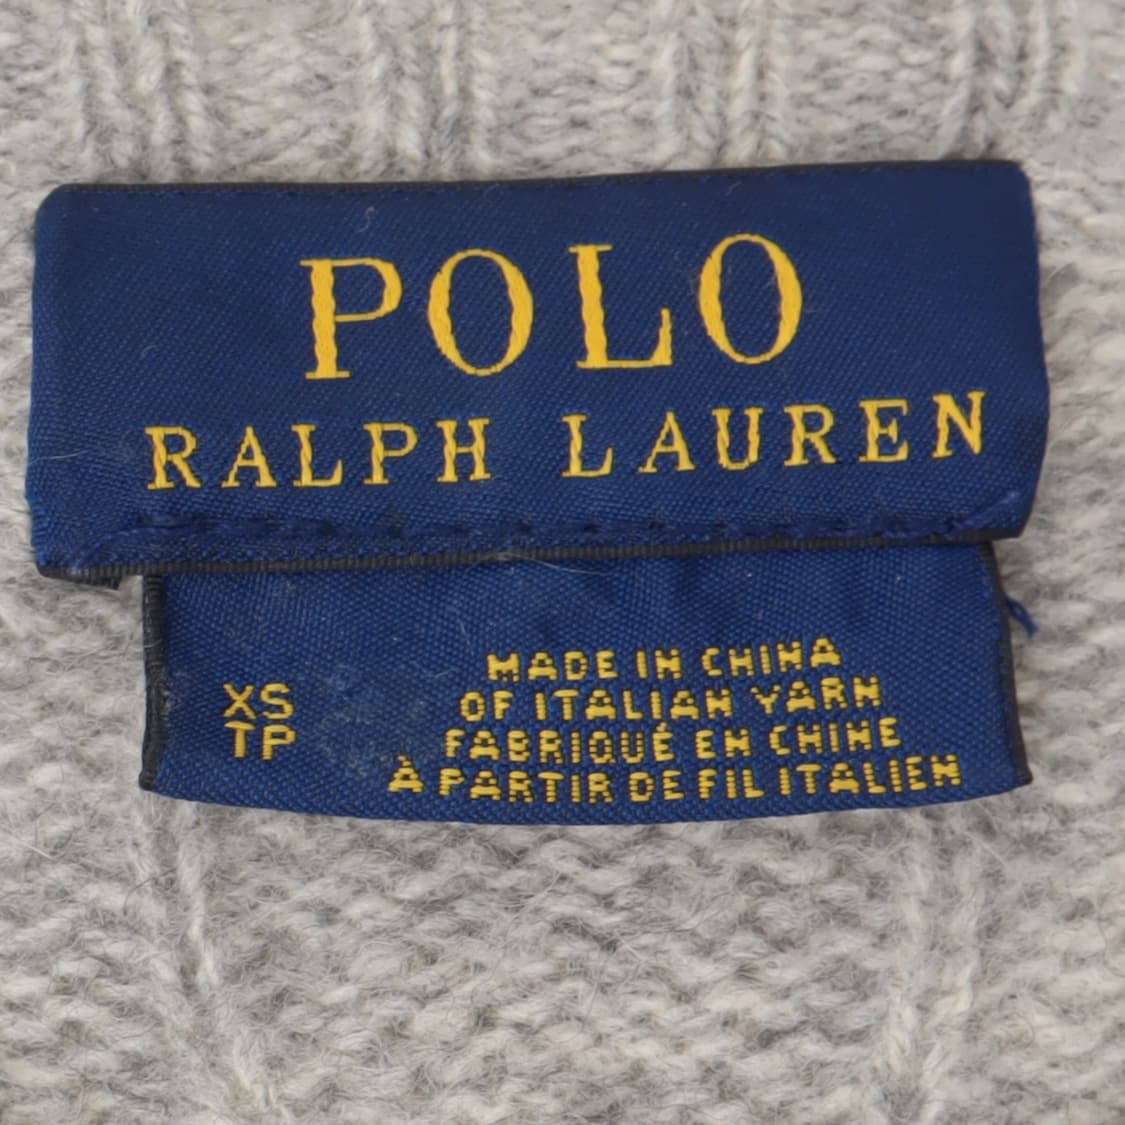 POLO
RALPH LAUREN
XS
TP
MADE IN CHINA
OF ITALIAN YARN
FABRIQUÉ EN CHINE
À PARTIR DE FIL ITALIEN